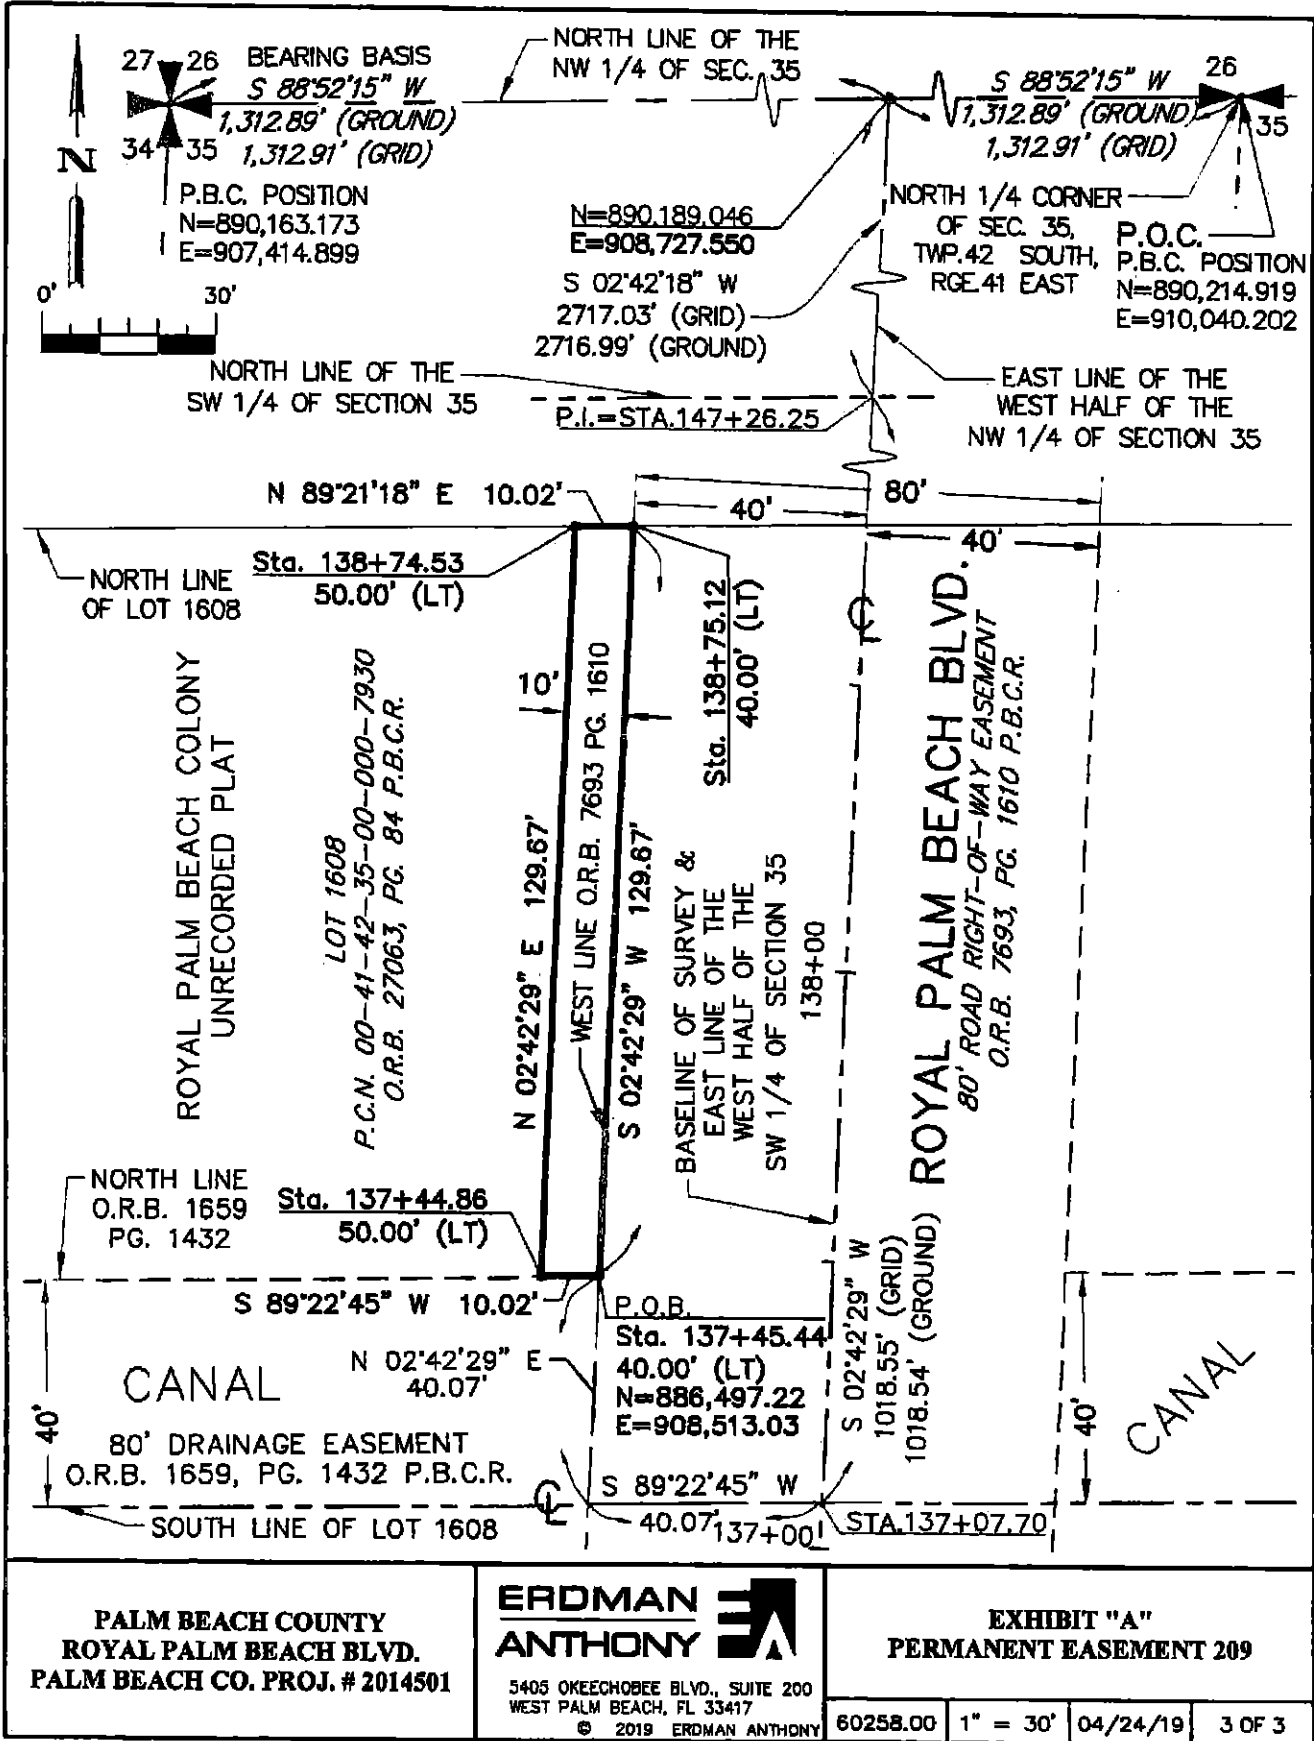 27 26
34 35
BEARING BASIS
S 88°52'15" W
1,312.89' (GROUND)
1,312.91' (GRID)
P.B.C. POSITION
N=890,163.173
E=907,414.899
N
0' 30'
NORTH LINE OF THE
NW 1/4 OF SEC. 35
S 88°52'15" W
1,312.89' (GROUND)
1,312.91' (GRID)
26
35
N=890.189.046
E=908,727.550
S 02°42'18" W
2717.03' (GRID)
2716.99' (GROUND)
NORTH 1/4 CORNER
OF SEC. 35,
TWP.42 SOUTH,
RGE.41 EAST
P.O.C.
P.B.C. POSITION
N=890,214.919
E=910,040.202
NORTH LINE OF THE
SW 1/4 OF SECTION 35
P.I.=STA.147+26.25
EAST LINE OF THE
WEST HALF OF THE
NW 1/4 OF SECTION 35
N 89°21'18" E 10.02'
80'
40'
40'
NORTH LINE
OF LOT 1608
Sta. 138+74.53
50.00' (LT)
Sta. 138+75.12
40.00' (LT)
CL
10'
ROYAL PALM BEACH COLONY
UNRECORDED PLAT
LOT 1608
P.C.N. 00-41-42-35-00-000-7930
O.R.B. 27063, PG. 84 P.B.C.R.
N 02°42'29" E 129.67'
WEST LINE O.R.B. 7693 PG. 1610
S 02°42'29" W 129.67'
BASELINE OF SURVEY &
EAST LINE OF THE
WEST HALF OF THE
SW 1/4 OF SECTION 35
138+00
ROYAL PALM BEACH BLVD.
80' ROAD RIGHT-OF-WAY EASEMENT
O.R.B. 7693, PG. 1610 P.B.C.R.
NORTH LINE
O.R.B. 1659
PG. 1432
Sta. 137+44.86
50.00' (LT)
S 89°22'45" W 10.02'
P.O.B.
Sta. 137+45.44
40.00' (LT)
N=886,497.22
E=908,513.03
S 02°42'29" W
1018.55' (GRID)
1018.54' (GROUND)
N 02°42'29" E
40.07'
CANAL
40'
80' DRAINAGE EASEMENT
O.R.B. 1659, PG. 1432 P.B.C.R.
40'
CANAL
CL
S 89°22'45" W
40.07'
137+00
STA.137+07.70
SOUTH LINE OF LOT 1608
PALM BEACH COUNTY
ROYAL PALM BEACH BLVD.
PALM BEACH CO. PROJ. # 2014501
ERDMAN
ANTHONY
5405 OKEECHOBEE BLVD., SUITE 200
WEST PALM BEACH, FL 33417
© 2019 ERDMAN ANTHONY
EXHIBIT "A"
PERMANENT EASEMENT 209
60258.00 1" = 30' 04/24/19 3 OF 3